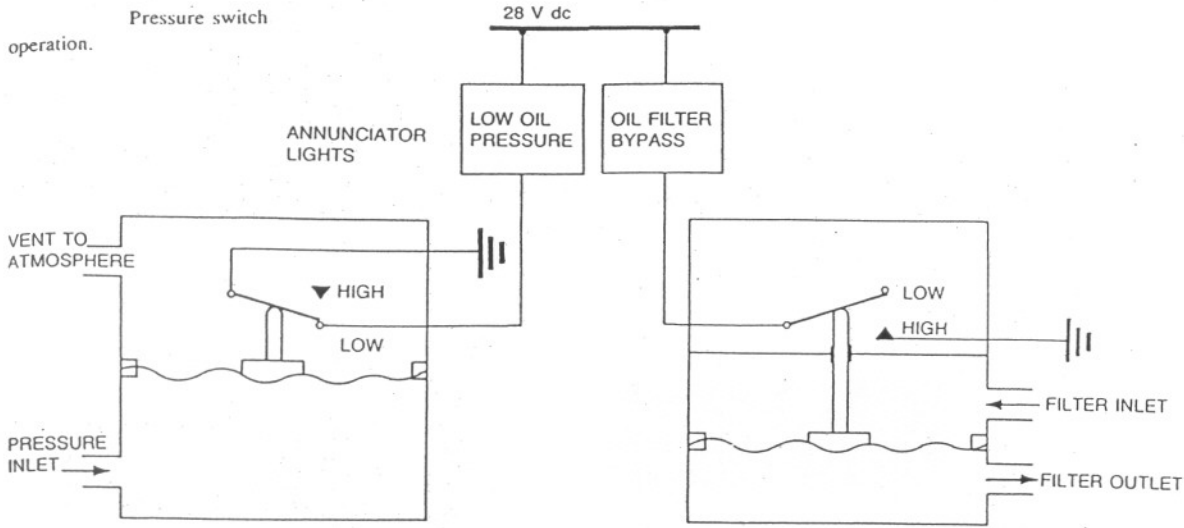 Pressure switch
operation.
28 V dc
ANNUNCIATOR
LIGHTS
LOW OIL
PRESSURE
OIL FILTER
BYPASS
VENT TO
ATMOSPHERE
HIGH
LOW
PRESSURE
INLET
LOW
HIGH
FILTER INLET
FILTER OUTLET